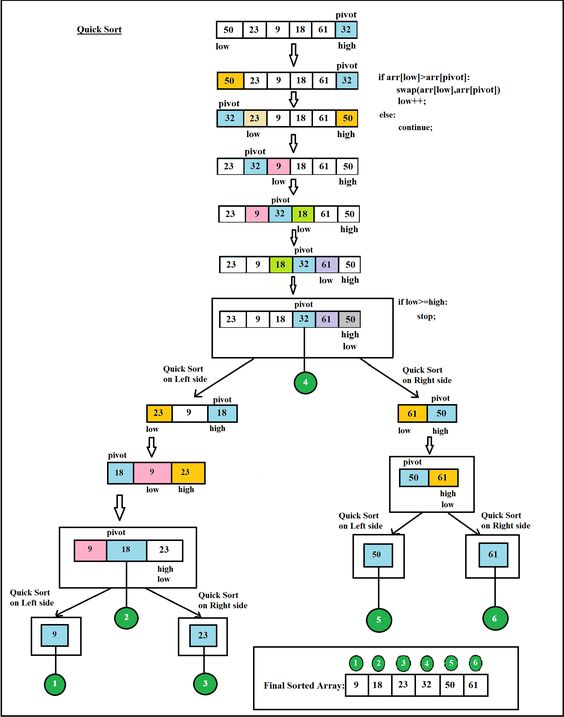 Quick Sort
pivot
50 23 9 18 61 32
low high
50 23 9 18 61 32
pivot
if arr[low]>arr[pivot]:
swap(arr[low],arr[pivot])
low++;
else:
continue;
pivot
32 23 9 18 61 50
low high
pivot
23 32 9 18 61 50
low high
pivot
23 9 32 18 61 50
low high
pivot
23 9 18 32 61 50
low high
if low>=high:
stop;
pivot
23 9 18 32 61 50
high
low
4
Quick Sort
on Left side
Quick Sort
on Right side
pivot
23 9 18
low high
pivot
61 50
low high
pivot
18 9 23
low high
pivot
50 61
high
low
Quick Sort
on Left side
Quick Sort
on Right side
pivot
9 18 23
high
low
50
61
2
5
6
Quick Sort
on Left side
Quick Sort
on Right side
9
23
1
3
1 2 3 4 5 6
Final Sorted Array: 9 18 23 32 50 61